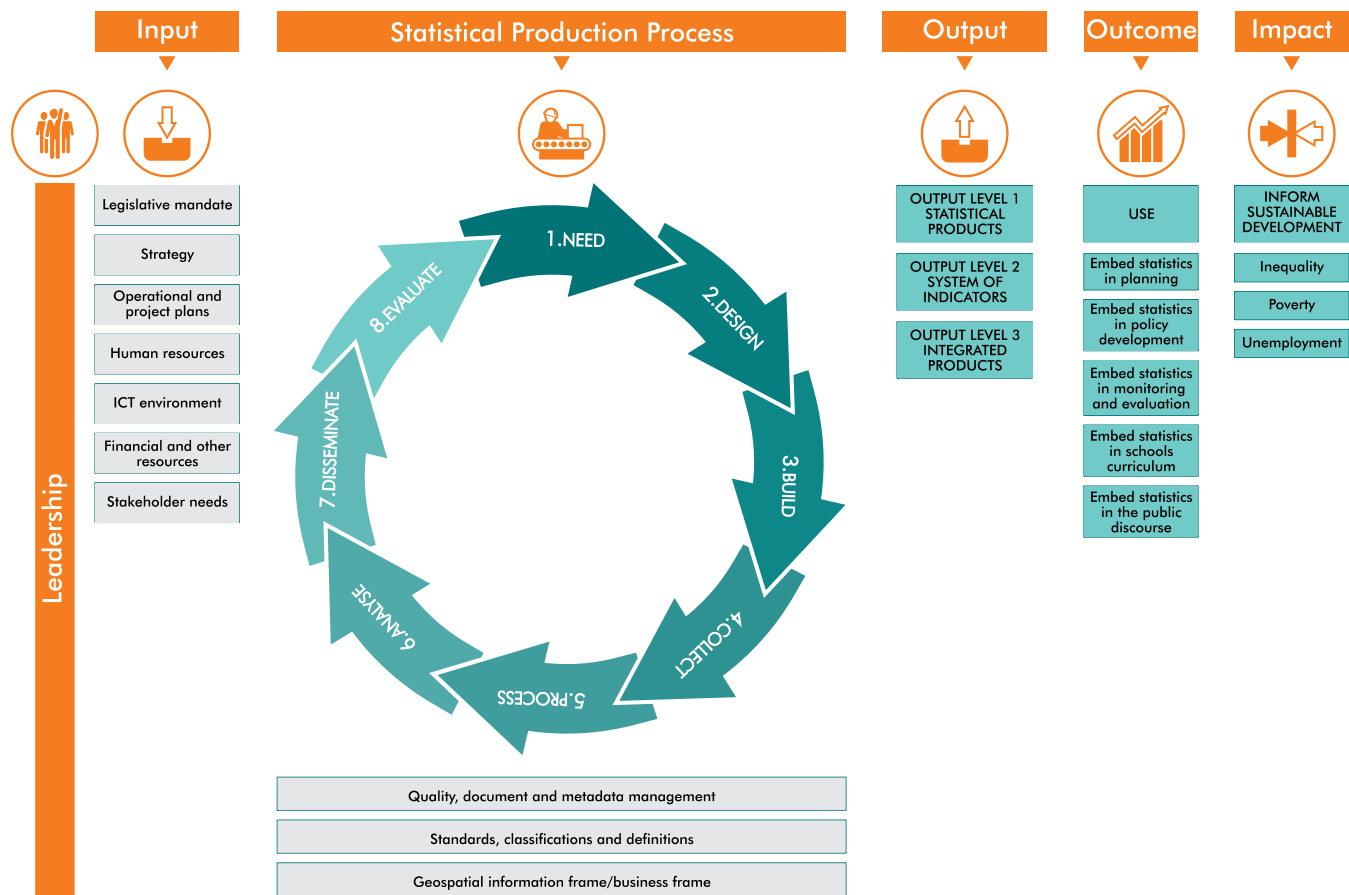 Input
Statistical Production Process
Output
Outcome
Impact
Leadership
Legislative mandate
Strategy
Operational and
project plans
Human resources
ICT environment
Financial and other
resources
Stakeholder needs
1.NEED
2.DESIGN
3.BUILD
4.COLLECT
5.PROCESS
6.ANALYSE
7.DISSEMINATE
8.EVALUATE
Quality, document and metadata management
Standards, classifications and definitions
Geospatial information frame/business frame
OUTPUT LEVEL 1
STATISTICAL
PRODUCTS
OUTPUT LEVEL 2
SYSTEM OF
INDICATORS
OUTPUT LEVEL 3
INTEGRATED
PRODUCTS
USE
Embed statistics
in planning
Embed statistics
in policy
development
Embed statistics
in monitoring
and evaluation
Embed statistics
in schools
curriculum
Embed statistics
in the public
discourse
INFORM
SUSTAINABLE
DEVELOPMENT
Inequality
Poverty
Unemployment